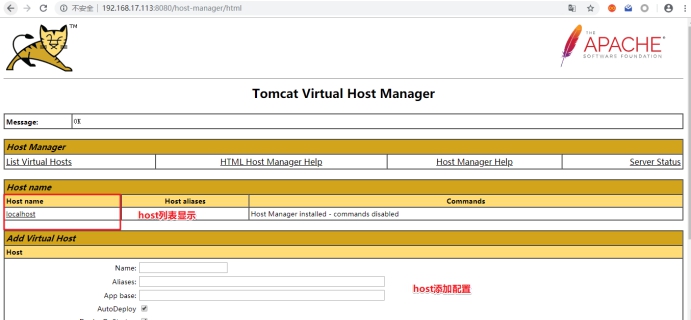 不安全 | 192.168.17.113:8080/host-manager/html
TM
THE
APACHE
SOFTWARE FOUNDATION
Tomcat Virtual Host Manager
Message: OK
Host Manager
List Virtual Hosts HTML Host Manager Help Host Manager Help Server Status
Host name
Host name Host aliases Commands
localhost host列表显示 Host Manager installed - commands disabled
Add Virtual Host
Host
Name:
Aliases:
host添加配置
App base:
AutoDeploy